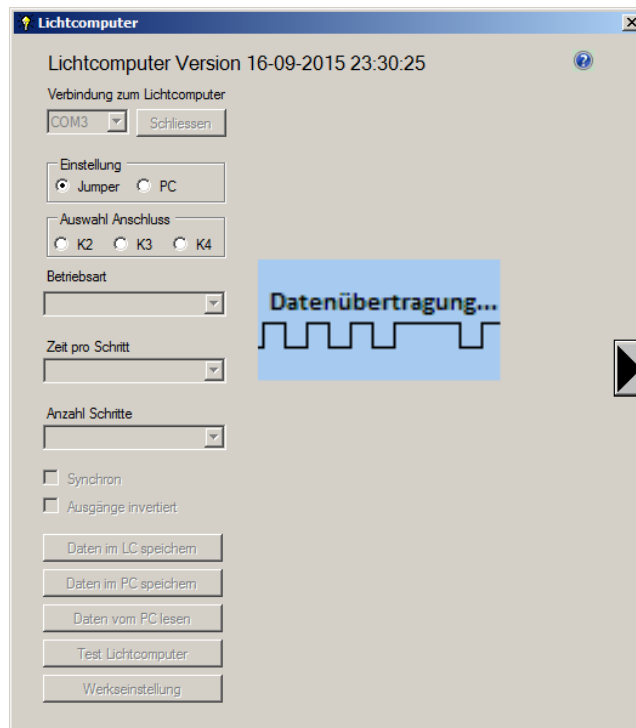 Lichtcomputer
Lichtcomputer Version 16-09-2015 23:30:25
Verbindung zum Lichtcomputer
COM3 Schliessen
Einstellung
Jumper PC
Auswahl Anschluss
K2 K3 K4
Betriebsart
Datenübertragung...
Zeit pro Schritt
Anzahl Schritte
Synchron
Ausgänge invertiert
Daten im LC speichern
Daten im PC speichern
Daten vom PC lesen
Test Lichtcomputer
Werkseinstellung